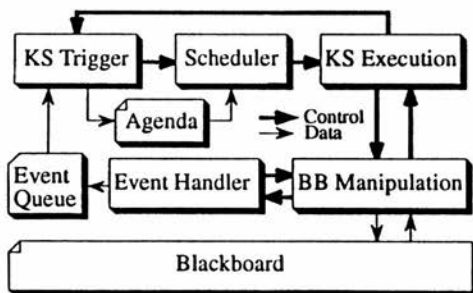 KS Trigger
Scheduler
KS Execution
Agenda
Control
Data
Event
Queue
Event Handler
BB Manipulation
Blackboard